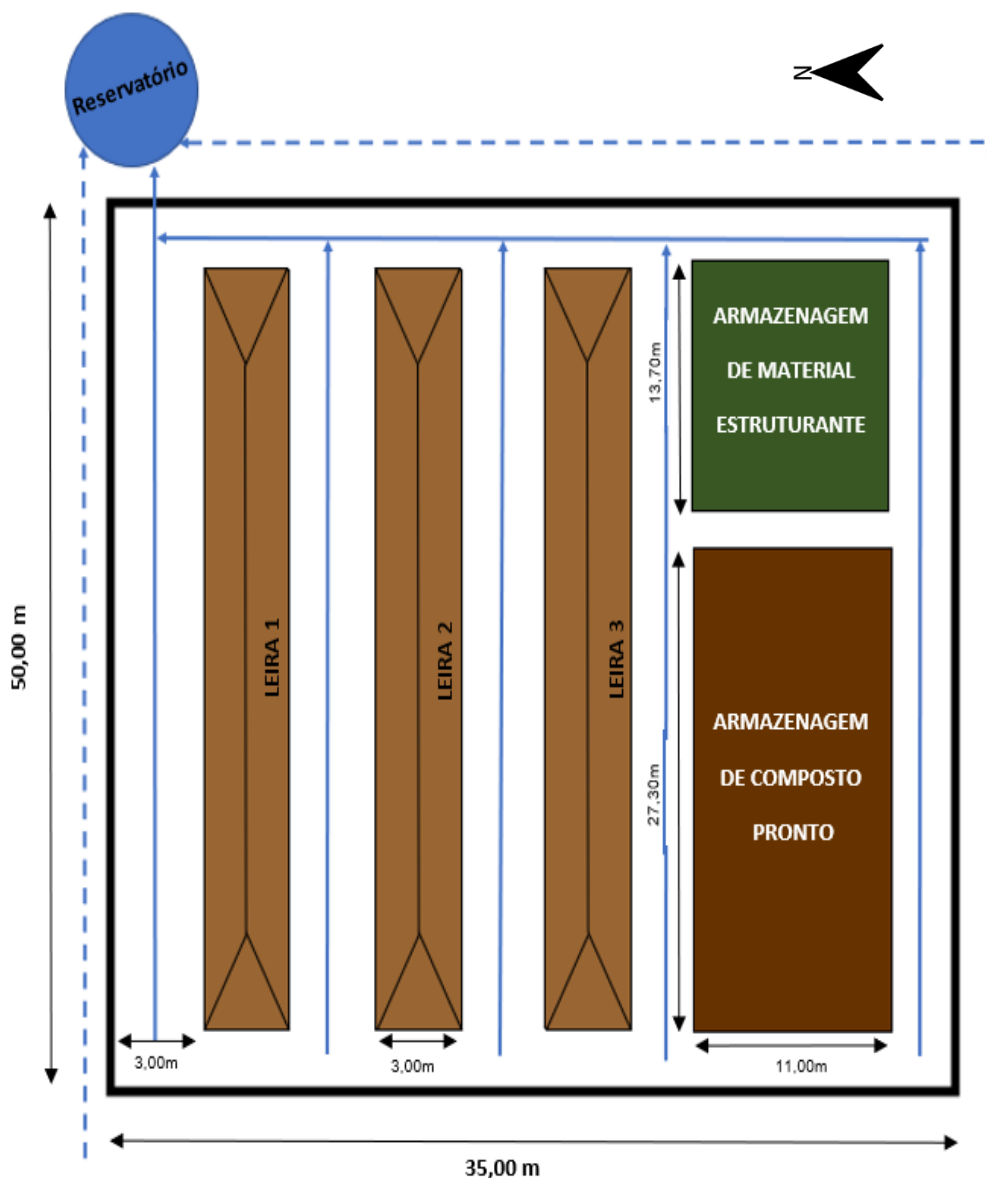 Reservatório
N
ARMAZENAGEM
DE MATERIAL
ESTRUTURANTE
13,70m
50,00 m
LEIRA 1
LEIRA 2
LEIRA 3
27,30m
ARMAZENAGEM
DE COMPOSTO
PRONTO
3,00m
3,00m
11,00m
35,00 m